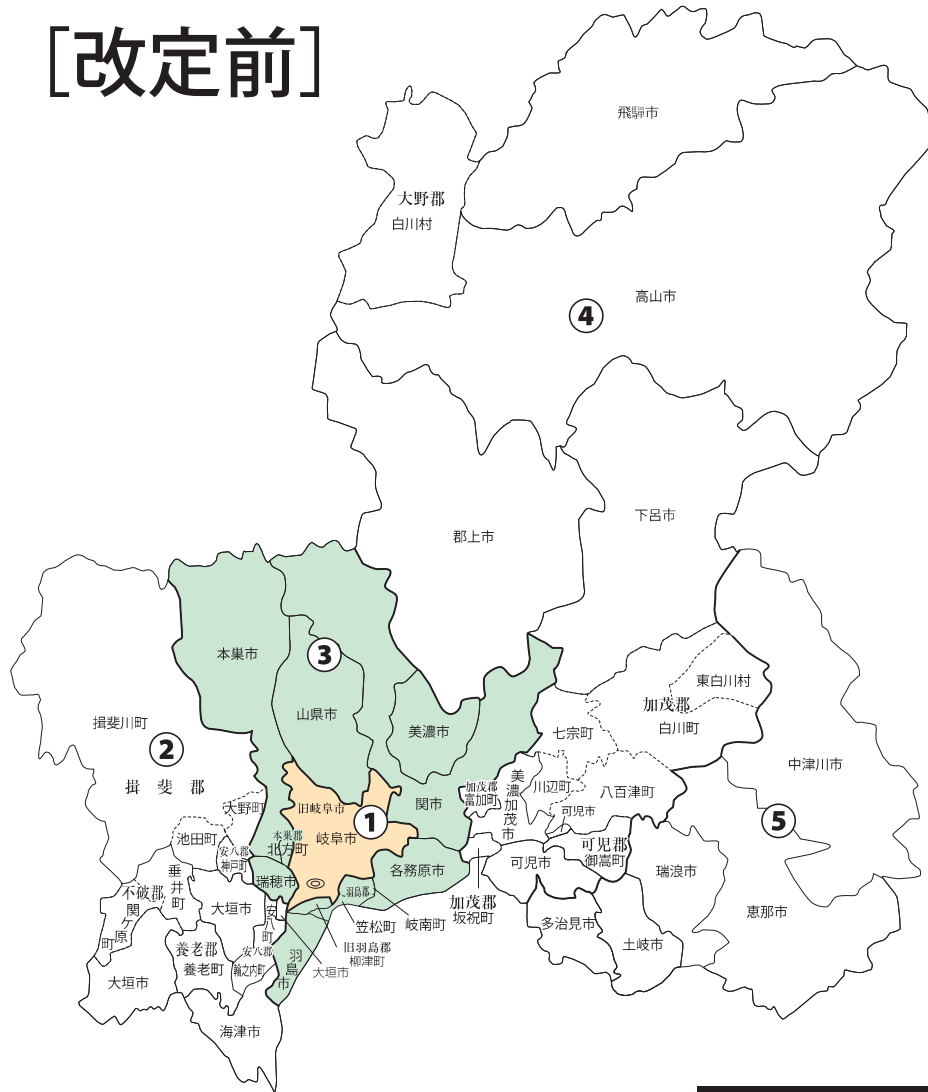 ［改定前］
飛騨市
大野郡
白川村
高山市
④
下呂市
郡上市
本巣市
③
山県市
美濃市
東白川村
加茂郡
白川町
七宗町
揖斐川町
②
揖斐郡
中津川市
⑤
大野町
旧岐阜市
①
岐阜市
関市
加茂郡
富加町
美濃加茂市
川辺町
八百津町
可児市
池田町
本巣郡
北方町
安八郡
神戸町
瑞穂市
各務原市
可児市
可児郡
御嵩町
瑞浪市
恵那市
不破郡
関ケ原町
垂井町
大垣市
安八町
羽島郡
笠松町
岐南町
加茂郡
坂祝町
多治見市
土岐市
養老郡
養老町
安八郡
輪之内町
旧羽島郡
柳津町
大垣市
羽島市
大垣市
海津市